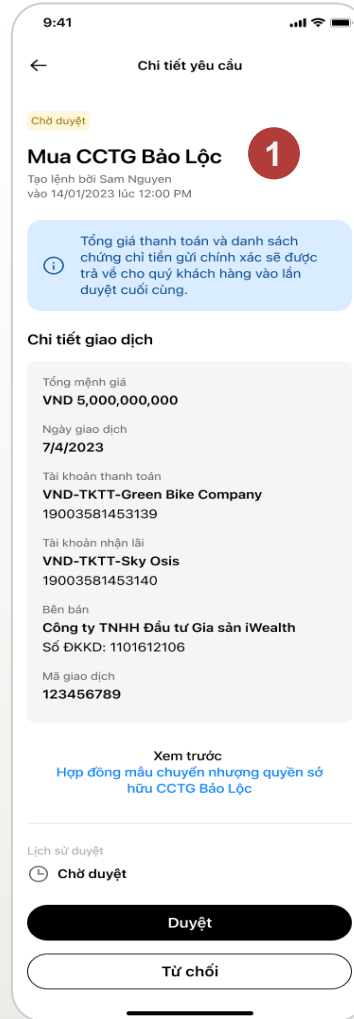 9:41
Chi tiết yêu cầu
Chờ duyệt
Mua CCTG Bảo Lộc
1
Tạo lệnh bởi Sam Nguyen
vào 14/01/2023 lúc 12:00 PM
Tổng giá thanh toán và danh sách
chứng chỉ tiền gửi chính xác sẽ được
trả về cho quý khách hàng vào lần
duyệt cuối cùng.
Chi tiết giao dịch
Tổng mệnh giá
VND 5,000,000,000
Ngày giao dịch
7/4/2023
Tài khoản thanh toán
VND-TKTT-Green Bike Company
19003581453139
Tài khoản nhận lãi
VND-TKTT-Sky Osis
19003581453140
Bên bán
Công ty TNHH Đầu tư Gia sản iWealth
Số ĐKKD: 1101612106
Mã giao dịch
123456789
Xem trước
Hợp đồng mẫu chuyển nhượng quyền sở
hữu CCTG Bảo Lộc
Lịch sử duyệt
Chờ duyệt
Duyệt
Từ chối